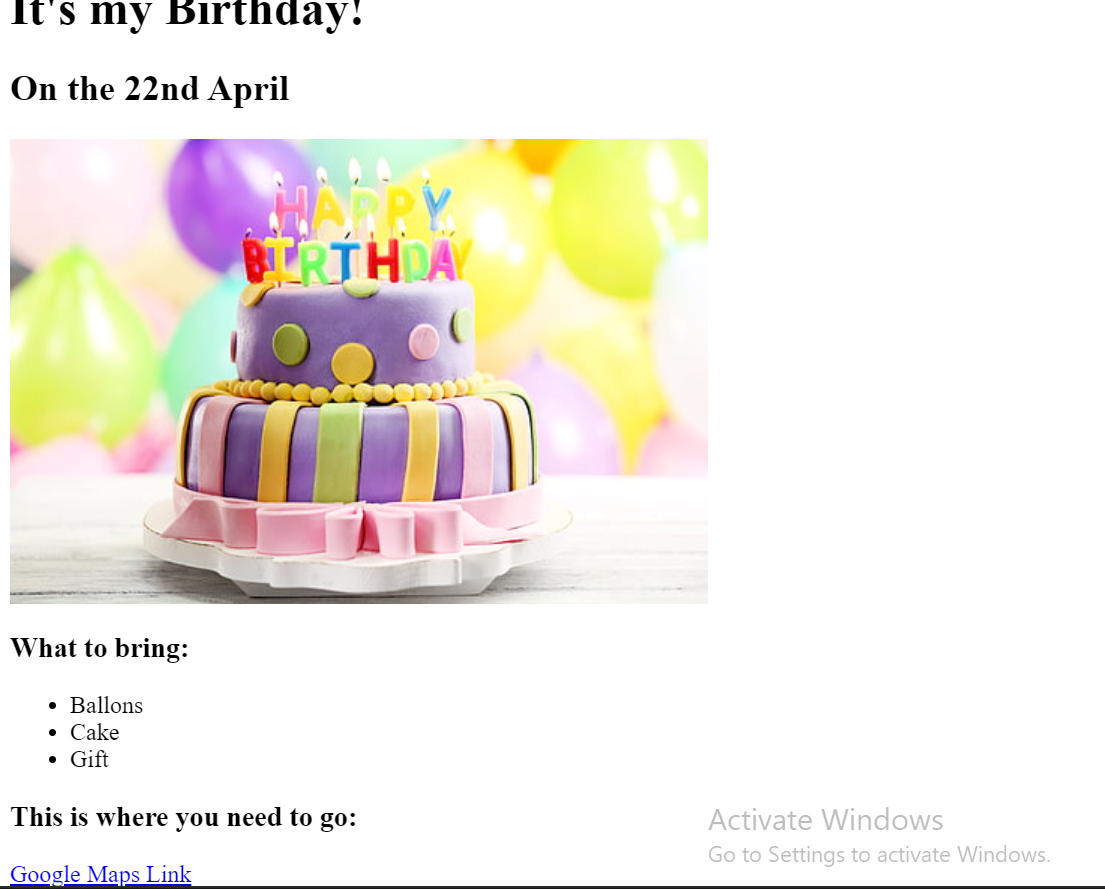 It's my Birthday!
On the 22nd April
HAPPY
BIRTHDAY
What to bring:
Ballons
Cake
Gift
This is where you need to go:
Google Maps Link
Activate Windows
Go to Settings to activate Windows.